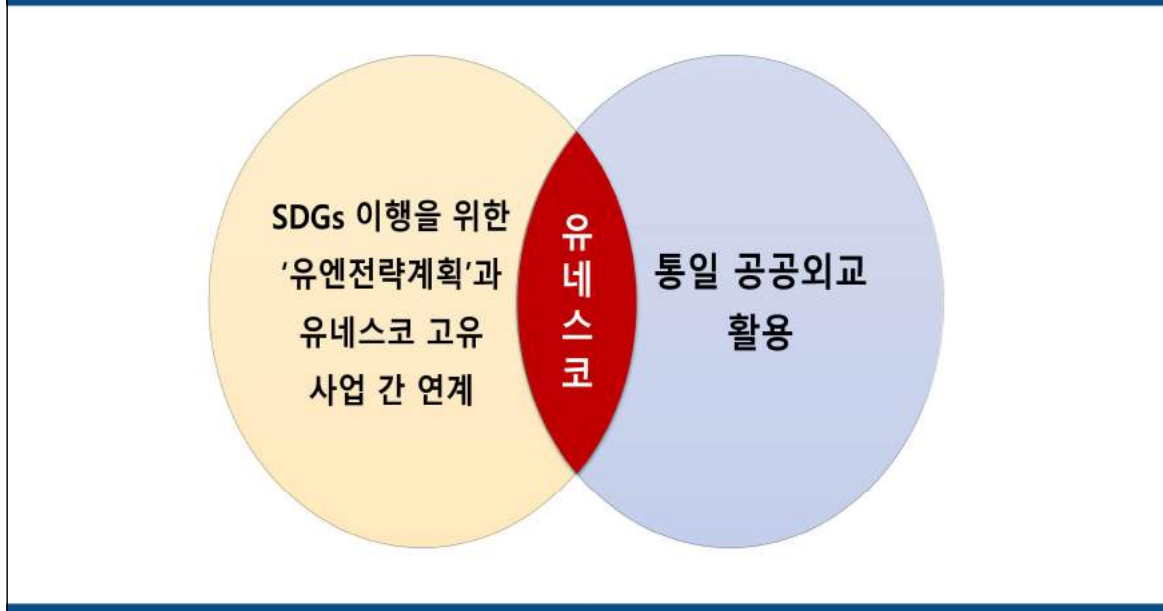 SDGs 이행을 위한
‘유엔전략계획’과
유네스코 고유
사업 간 연계
유네스코
통일 공공외교
활용